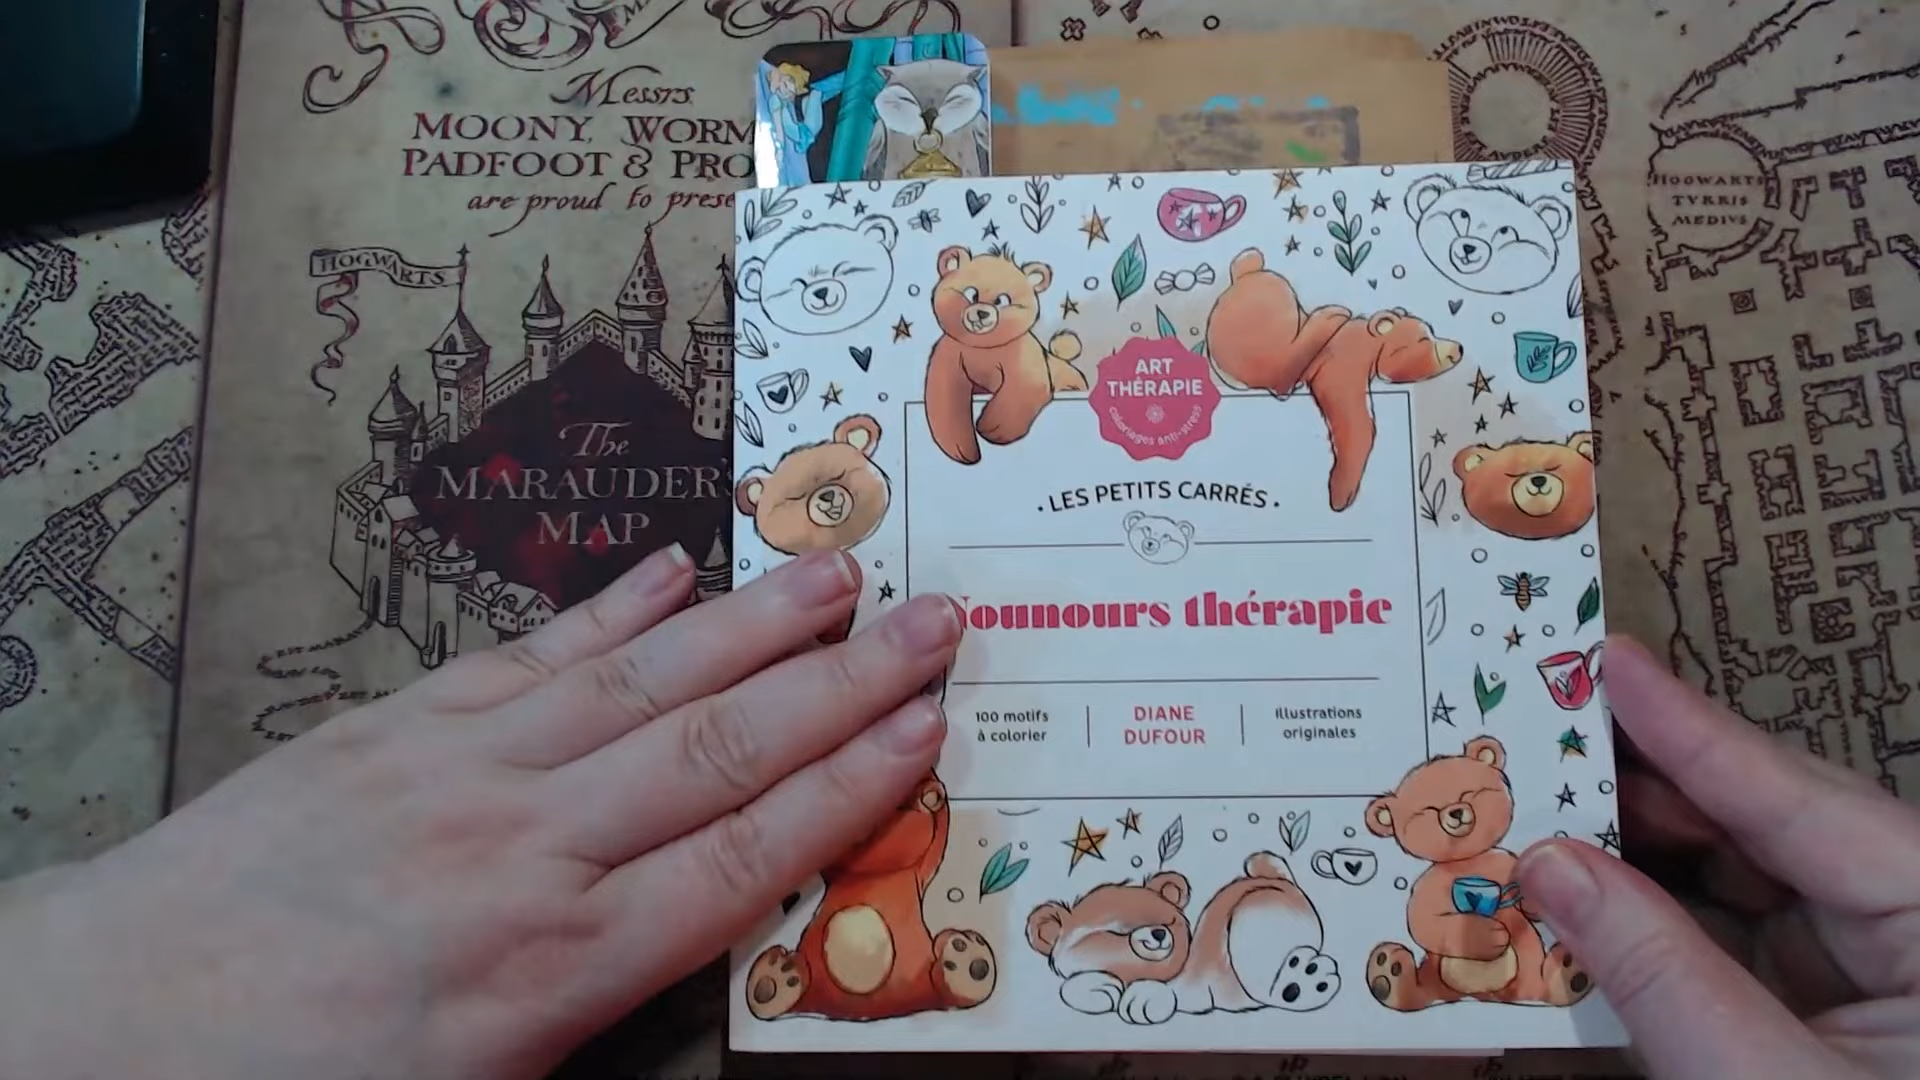 Messrs
MOONY, WORM
PADFOOT & PRO
are proud to prese
HOGWARTS
The
MARAUDER'S
MAP
HOGWARTS
TVRRIS
MEDIVS
ART
THÉRAPIE
coloriages anti-stress
· LES PETITS CARRÉS ·
Nounours thérapie
100 motifs
à colorier
DIANE
DUFOUR
Illustrations
originales